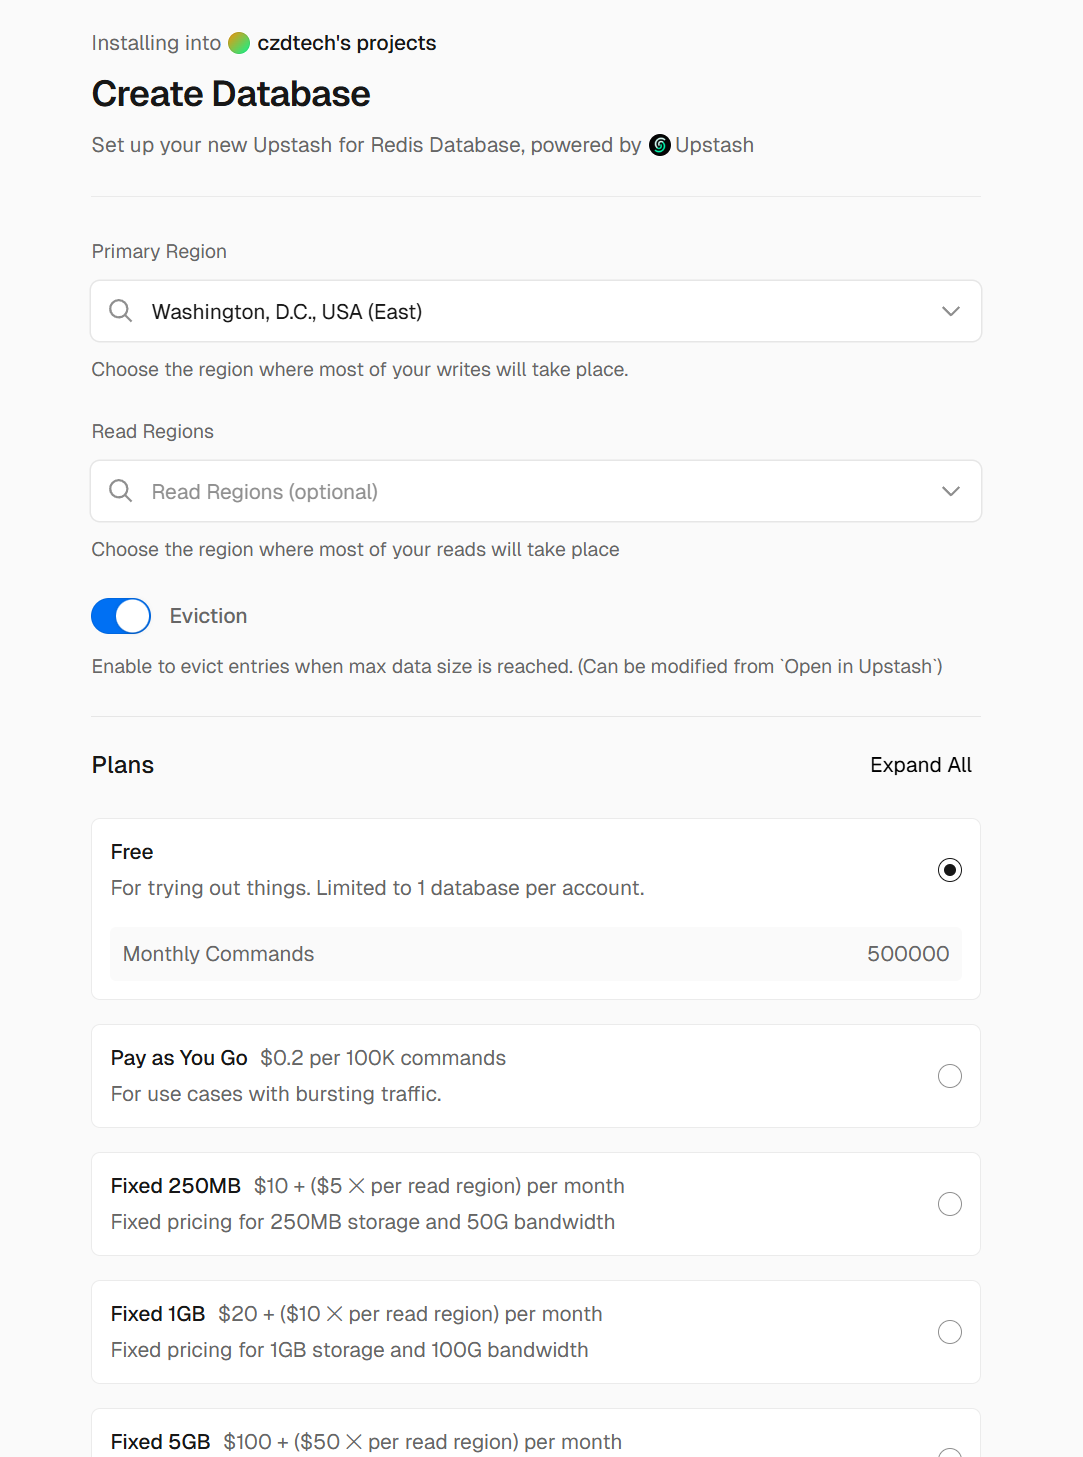 Installing into czdtech's projects
Create Database
Set up your new Upstash for Redis Database, powered by Upstash
Primary Region
Washington, D.C., USA (East)
Choose the region where most of your writes will take place.
Read Regions
Read Regions (optional)
Choose the region where most of your reads will take place
Eviction
Enable to evict entries when max data size is reached. (Can be modified from `Open in Upstash`)
Plans Expand All
Free
For trying out things. Limited to 1 database per account.
Monthly Commands 500000
Pay as You Go $0.2 per 100K commands
For use cases with bursting traffic.
Fixed 250MB $10 + ($5 × per read region) per month
Fixed pricing for 250MB storage and 50G bandwidth
Fixed 1GB $20 + ($10 × per read region) per month
Fixed pricing for 1GB storage and 100G bandwidth
Fixed 5GB $100 + ($50 × per read region) per month